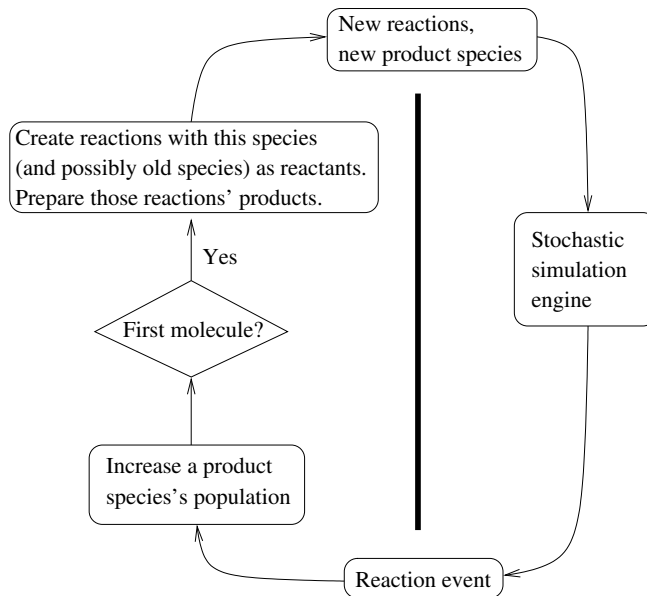 New reactions,
new product species
Create reactions with this species
(and possibly old species) as reactants.
Prepare those reactions’ products.
Stochastic
simulation
engine
Yes
First molecule?
Increase a product
species’s population
Reaction event